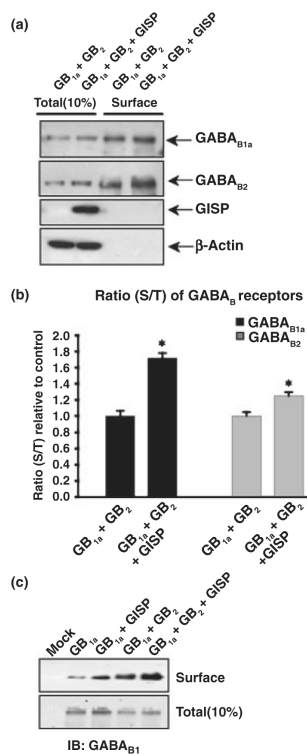 (a)
GB1a + GB2
GB1a + GB2 + GISP
GB1a + GB2
GB1a + GB2 + GISP
Total(10%) Surface
GABAB1a
GABAB2
GISP
β-Actin
(b)
Ratio (S/T) of GABAB receptors
GABAB1a
GABAB2
Ratio (S/T) relative to control
2.0
1.8
1.6
1.4
1.2
1.0
0.8
0.6
0.4
0.2
0.0
*
*
GB1a + GB2
GB1a + GB2
+GISP
GB1a + GB2
GB1a + GB2
+GISP
(c)
Mock
GB1a
GB1a + GISP
GB1a + GB2
GB1a + GB2 + GISP
Surface
Total(10%)
IB: GABAB1